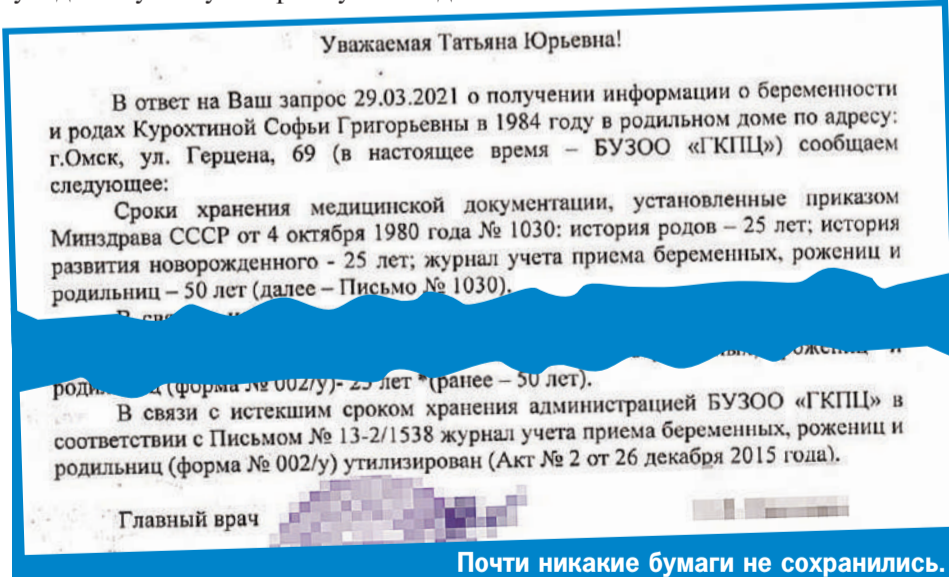 Уважаемая Татьяна Юрьевна!
В ответ на Ваш запрос 29.03.2021 о получении информации о беременности
и родах Курохтиной Софьи Григорьевны в 1984 году в родильном доме по адресу:
г.Омск, ул. Герцена, 69 (в настоящее время – БУЗОО «ГКПЦ») сообщаем
следующее:
Сроки хранения медицинской документации, установленные приказом
Минздрава СССР от 4 октября 1980 года № 1030: история родов – 25 лет; история
развития новорожденного - 25 лет; журнал учета приема беременных, рожениц и
родильниц – 50 лет (далее – Письмо № 1030).
В
и
(форма № 002/у)- 25 лет *(ранее – 50 лет).
В связи с истекшим сроком хранения администрацией БУЗОО «ГКПЦ» в
соответствии с Письмом № 13-2/1538 журнал учета приема беременных, рожениц и
родильниц (форма № 002/у) утилизирован (Акт № 2 от 26 декабря 2015 года).
Главный врач
Почти никакие бумаги не сохранились.